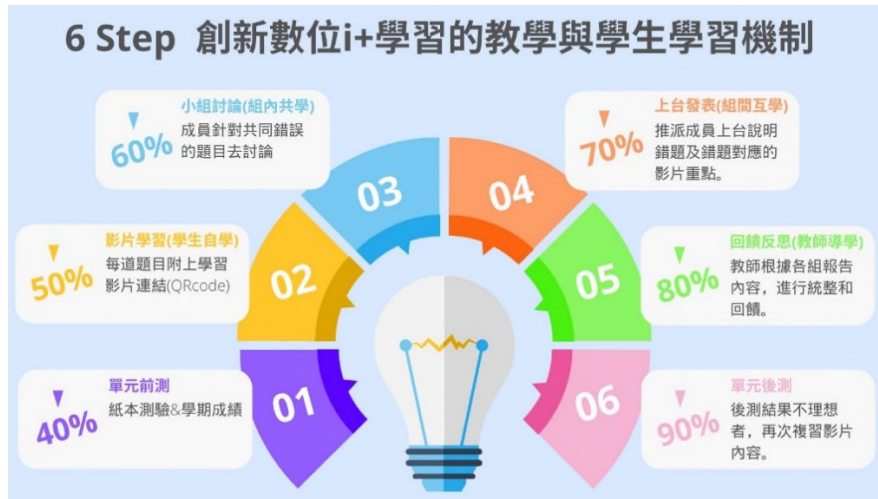 6 Step 創新數位i+學習的教學與學生學習機制
01
40%
單元前測
紙本測驗&學期成績
02
50%
影片學習(學生自學)
每道題目附上學習
影片連結(QRcode)
03
60%
小組討論(組內共學)
成員針對共同錯誤
的題目去討論
04
70%
上台發表(組間互學)
推派成員上台說明
錯題及錯題對應的
影片重點。
05
80%
回饋反思(教師導學)
教師根據各組報告
內容，進行統整和
回饋。
06
90%
單元後測
後測結果不理想
者，再次複習影片
內容。